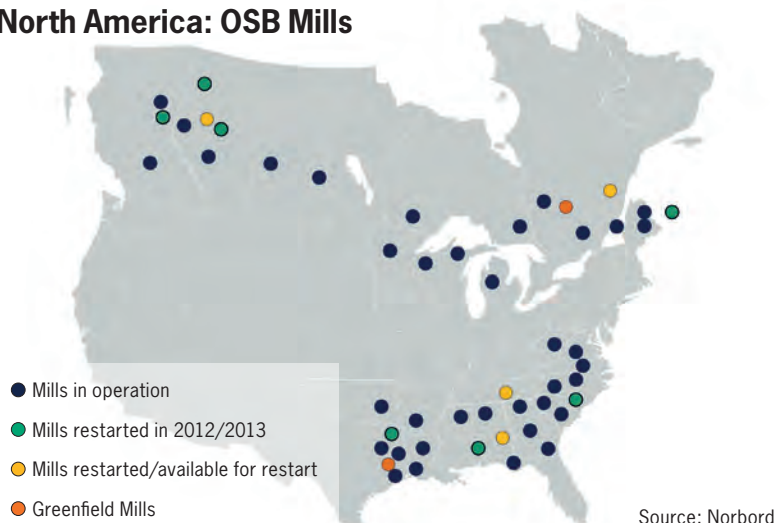 North America: OSB Mills
Mills in operation
Mills restarted in 2012/2013
Mills restarted/available for restart
Greenfield Mills
Source: Norbord